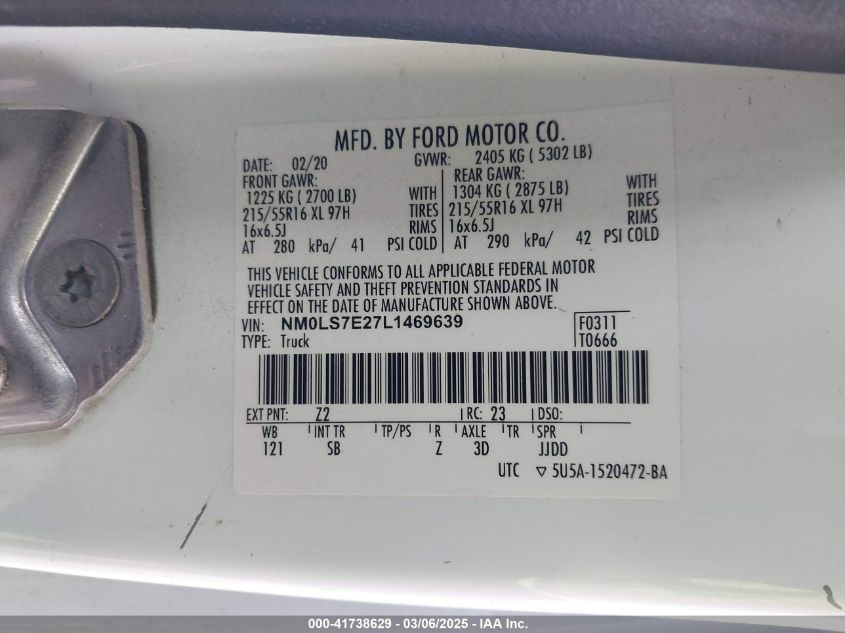 MFD. BY FORD MOTOR CO.
DATE: 02/20 GVWR: 2405 KG ( 5302 LB)
FRONT GAWR: REAR GAWR:
1225 KG ( 2700 LB) WITH 1304 KG ( 2875 LB) WITH
215/55R16 XL 97H TIRES 215/55R16 XL 97H TIRES
16x6.5J RIMS 16x6.5J RIMS
AT 280 kPa/ 41 PSI COLD AT 290 kPa/ 42 PSI COLD
THIS VEHICLE CONFORMS TO ALL APPLICABLE FEDERAL MOTOR
VEHICLE SAFETY AND THEFT PREVENTION STANDARDS IN
EFFECT ON THE DATE OF MANUFACTURE SHOWN ABOVE.
VIN: NM0LS7E27L1469639 F0311
TYPE: Truck T0666
EXT PNT: Z2 RC: 23 DSO:
WB INT TR TP/PS R AXLE TR SPR
121 SB Z 3D JJDD
UTC ▽ 5U5A-1520472-BA
000-41738629 - 03/06/2025 - IAA Inc.